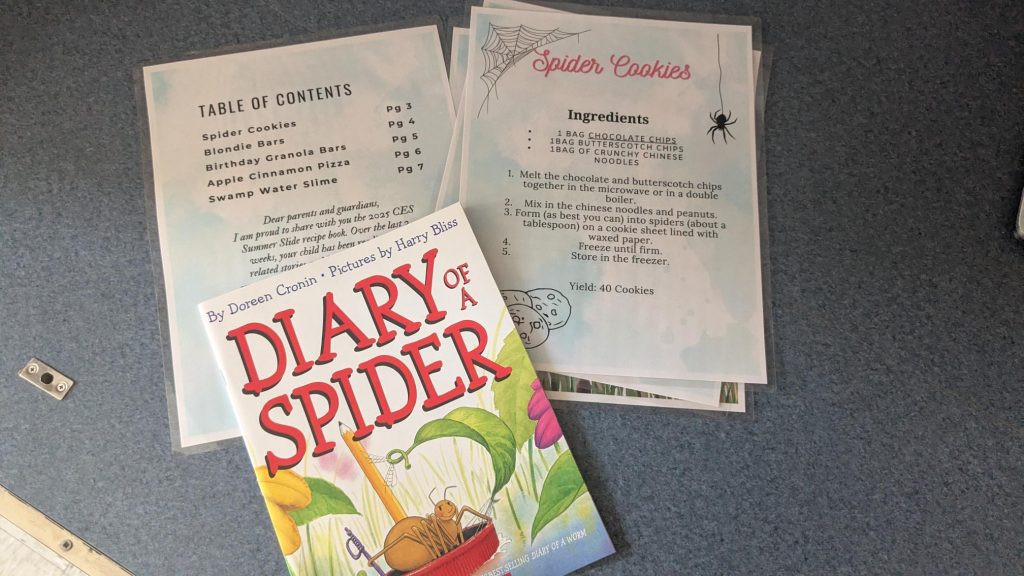 TABLE OF CONTENTS
Spider Cookies Pg 3
Blondie Bars Pg 4
Birthday Granola Bars Pg 5
Apple Cinnamon Pizza Pg 6
Swamp Water Slime Pg 7
Dear parents and guardians,
I am proud to share with you the 2025 CES
Summer Slide recipe book. Over the last
weeks, your child has been
related
Spider Cookies
Ingredients
• 1 BAG CHOCOLATE CHIPS
• 1BAG BUTTERSCOTCH CHIPS
• 1BAG OF CRUNCHY CHINESE
NOODLES
1. Melt the chocolate and butterscotch chips
together in the microwave or in a double
boiler.
2. Mix in the chinese noodles and peanuts.
3. Form (as best you can) into spiders (about a
tablespoon) on a cookie sheet lined with
waxed paper.
4. Freeze until firm.
5. Store in the freezer.
Yield: 40 Cookies
By Doreen Cronin • Pictures by Harry Bliss
DIARY OF A
SPIDER
BEST SELLING DIARY OF A WORM